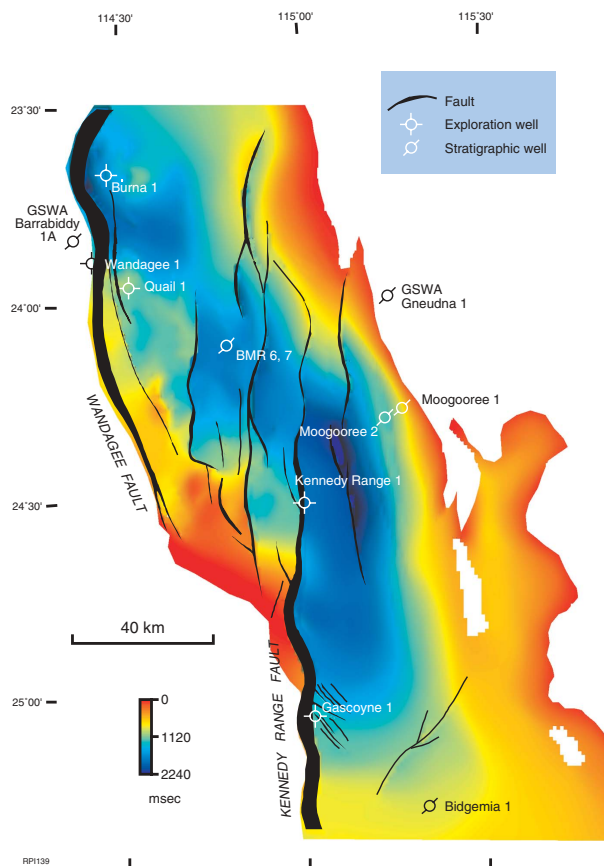 114˚30'
115˚00'
115˚30'
23˚30'
24˚00'
24˚30'
25˚00'
Fault
Exploration well
Stratigraphic well
Burna 1
GSWA
Barrabiddy
1A
Wandagee 1
Quail 1
GSWA
Gneudna 1
BMR 6, 7
Moogooree 1
Moogooree 2
Kennedy Range 1
WANDAGEE FAULT
40 km
KENNEDY RANGE FAULT
Gascoyne 1
0
1120
2240
msec
Bidgemia 1
RPI139